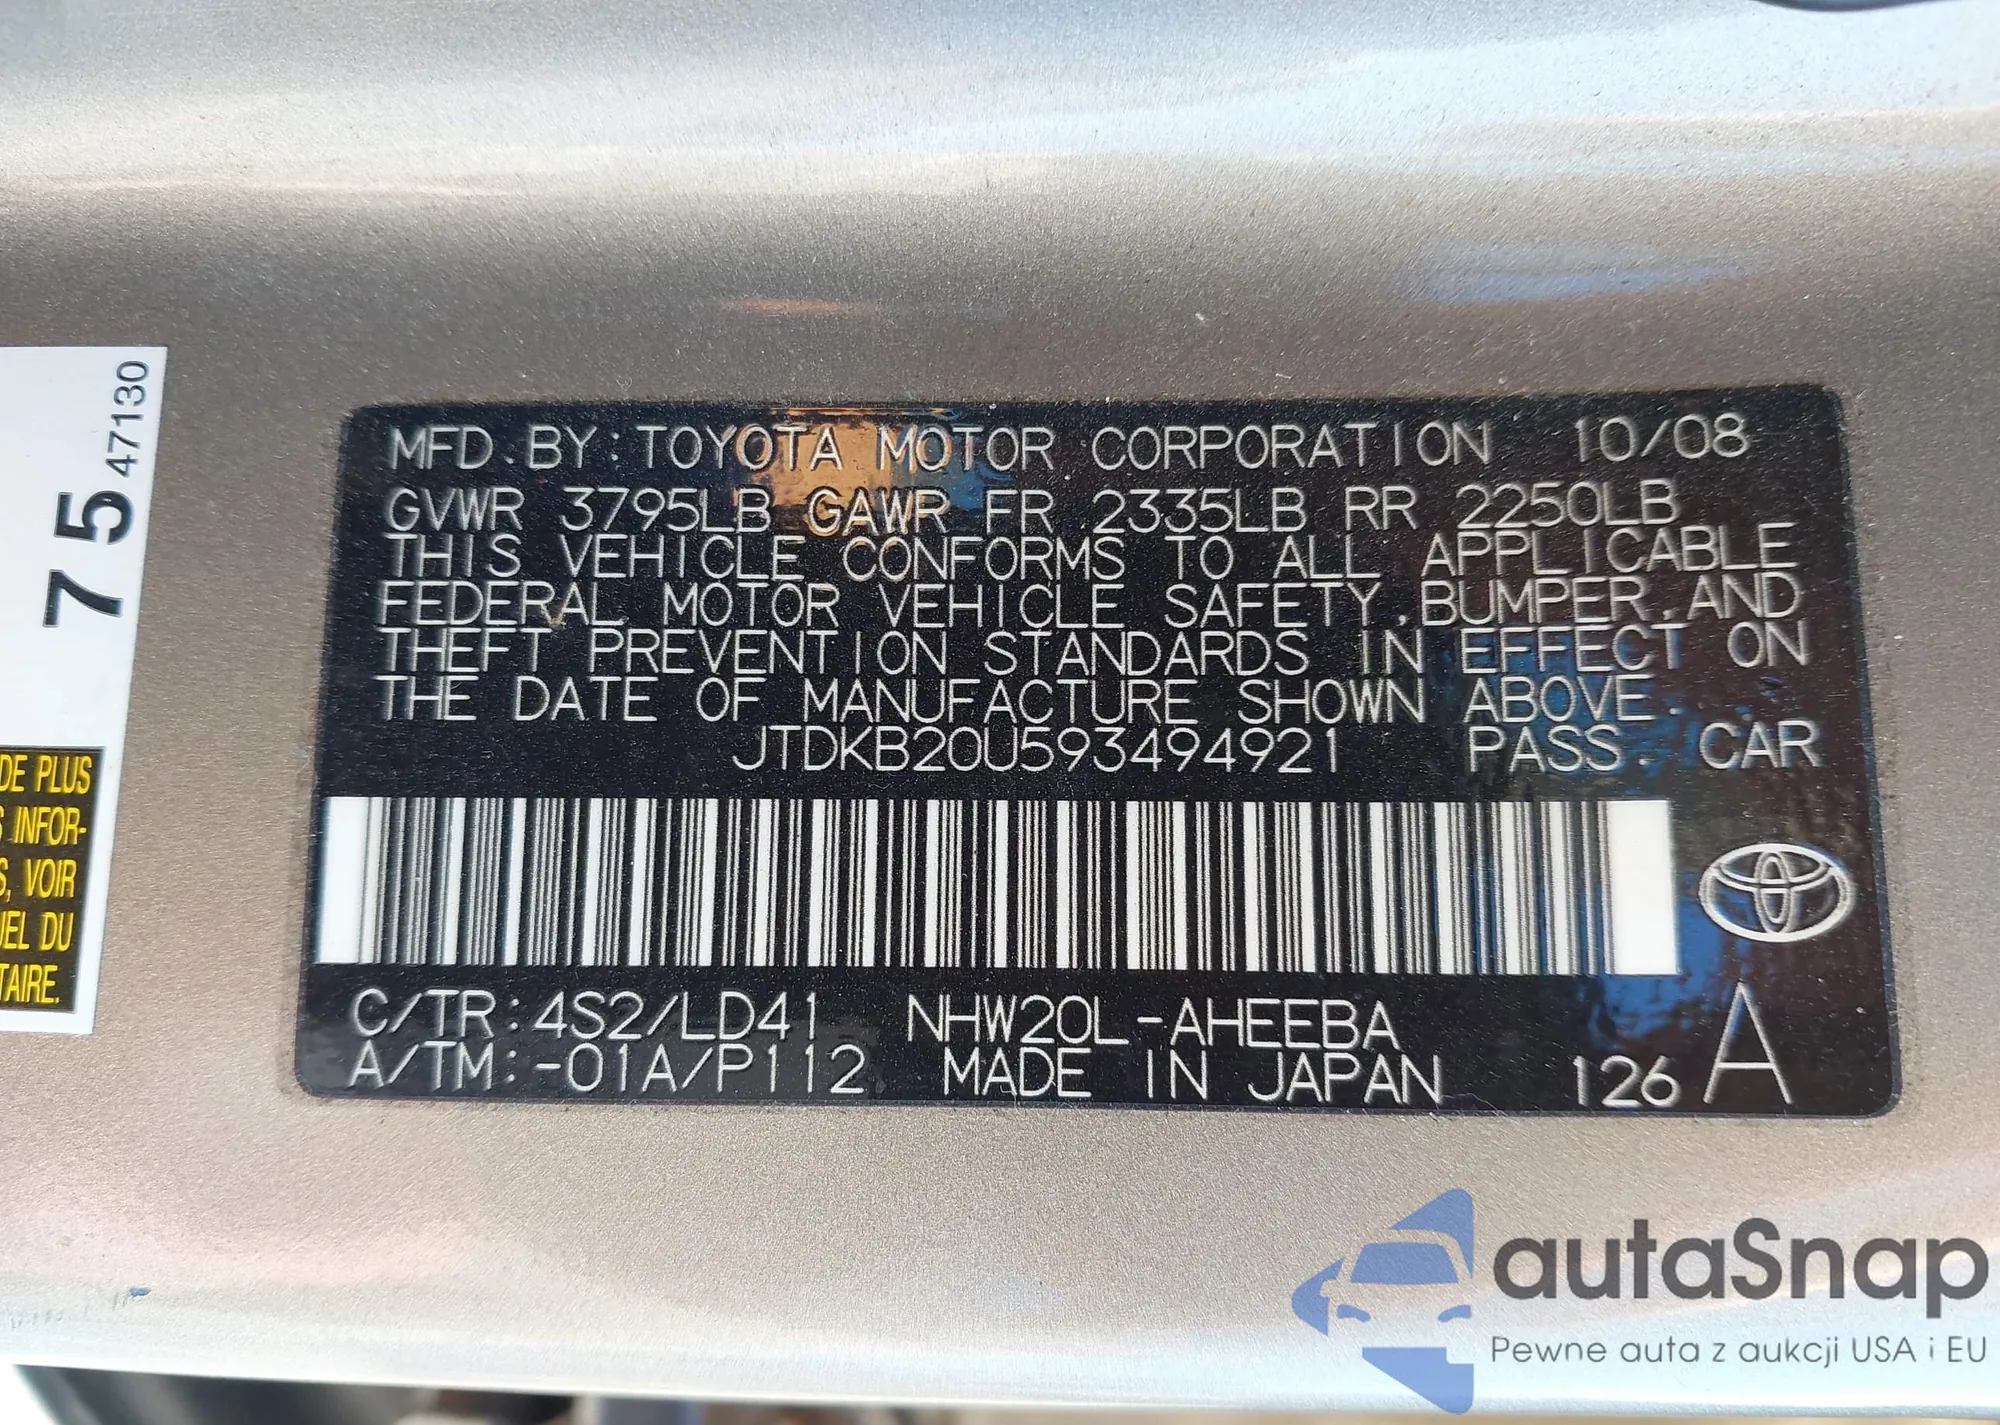 MFD. BY: TOYOTA MOTOR CORPORATION 10/08
GVWR 3795LB GAWR FR 2335LB RR 2250LB
THIS VEHICLE CONFORMS TO ALL APPLICABLE
FEDERAL MOTOR VEHICLE SAFETY, BUMPER, AND
THEFT PREVENTION STANDARDS IN EFFECT ON
THE DATE OF MANUFACTURE SHOWN ABOVE.
JTDKB20U593494921 PASS. CAR
C/TR: 4S2/LD41 NHW20L-AHEEBA
A/TM: -01A/P112 MADE IN JAPAN 126 A
75 47130
DE PLUS
INFOR-
, VOIR
UEL DU
TAIRE.
autaSnap
Pewne auta z aukcji USA i EU